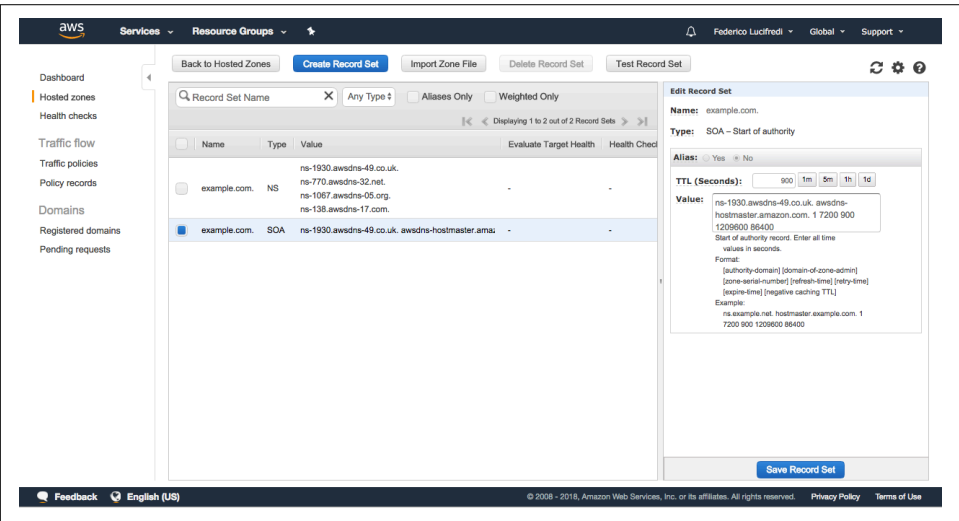 aws Services Resource Groups Federico Lucifredi Global Support
Back to Hosted Zones Create Record Set Import Zone File Delete Record Set Test Record Set
Dashboard
Hosted zones
Health checks
Traffic flow
Traffic policies
Policy records
Domains
Registered domains
Pending requests
Record Set Name X Any Type Aliases Only Weighted Only
Displaying 1 to 2 out of 2 Record Sets
Name Type Value Evaluate Target Health Health Chec
ns-1930.awsdns-49.co.uk.
example.com. NS ns-770.awsdns-32.net. - -
ns-1067.awsdns-05.org.
ns-138.awsdns-17.com.
example.com. SOA ns-1930.awsdns-49.co.uk. awsdns-hostmaster.ama - -
Edit Record Set
Name: example.com.
Type: SOA – Start of authority
Alias: Yes No
TTL (Seconds): 900 1m 5m 1h 1d
Value: ns-1930.awsdns-49.co.uk. awsdns-
hostmaster.amazon.com. 1 7200 900
1209600 86400
Start of authority record. Enter all time
values in seconds.
Format:
[authority-domain] [domain-of-zone-admin]
[zone-serial-number] [refresh-time] [retry-time]
[expire-time] [negative caching TTL]
Example:
ns.example.net. hostmaster.example.com. 1
7200 900 1209600 86400
Save Record Set
Feedback English (US) © 2008 - 2018, Amazon Web Services, Inc. or its affiliates. All rights reserved. Privacy Policy Terms of Use